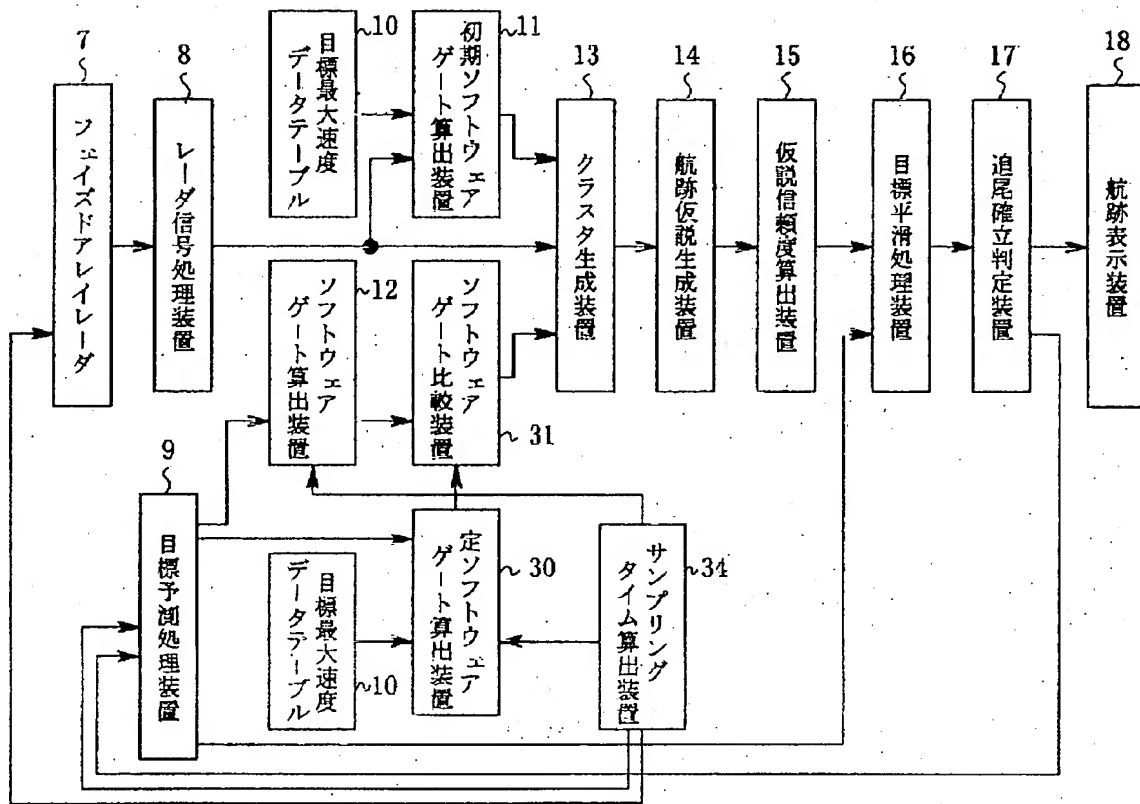 7
フェイズドアレイレーダ
8
レーダ信号処理装置
10
目標最大速度
データテーブル
11
初期ソフトウェア
ゲート算出装置
13
クラスタ生成装置
14
航跡仮説生成装置
15
仮説信頼度算出装置
16
目標平滑処理装置
17
追尾確立判定装置
18
航跡表示装置
12
ソフトウェア
ゲート算出装置
ソフトウェア
ゲート比較装置
31
9
目標予測処理装置
目標最大速度
データテーブル
10
定ソフトウェア
ゲート算出装置
30
サンプリング
タイム算出装置
34